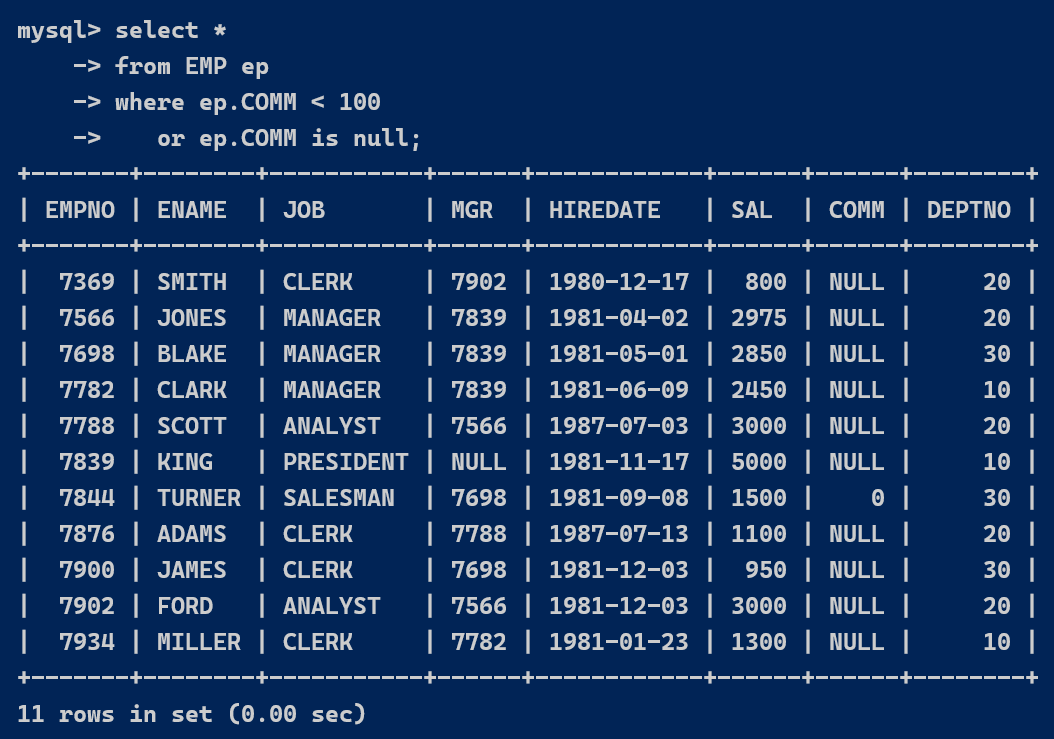 mysql> select *
    -> from EMP ep
    -> where ep.COMM < 100
    ->    or ep.COMM is null;
+-------+--------+-----------+------+------------+------+------+--------+
| EMPNO | ENAME  | JOB       | MGR  | HIREDATE   | SAL  | COMM | DEPTNO |
+-------+--------+-----------+------+------------+------+------+--------+
|  7369 | SMITH  | CLERK     | 7902 | 1980-12-17 |  800 | NULL |     20 |
|  7566 | JONES  | MANAGER   | 7839 | 1981-04-02 | 2975 | NULL |     20 |
|  7698 | BLAKE  | MANAGER   | 7839 | 1981-05-01 | 2850 | NULL |     30 |
|  7782 | CLARK  | MANAGER   | 7839 | 1981-06-09 | 2450 | NULL |     10 |
|  7788 | SCOTT  | ANALYST   | 7566 | 1987-07-03 | 3000 | NULL |     20 |
|  7839 | KING   | PRESIDENT | NULL | 1981-11-17 | 5000 | NULL |     10 |
|  7844 | TURNER | SALESMAN  | 7698 | 1981-09-08 | 1500 |    0 |     30 |
|  7876 | ADAMS  | CLERK     | 7788 | 1987-07-13 | 1100 | NULL |     20 |
|  7900 | JAMES  | CLERK     | 7698 | 1981-12-03 |  950 | NULL |     30 |
|  7902 | FORD   | ANALYST   | 7566 | 1981-12-03 | 3000 | NULL |     20 |
|  7934 | MILLER | CLERK     | 7782 | 1981-01-23 | 1300 | NULL |     10 |
+-------+--------+-----------+------+------------+------+------+--------+
11 rows in set (0.00 sec)